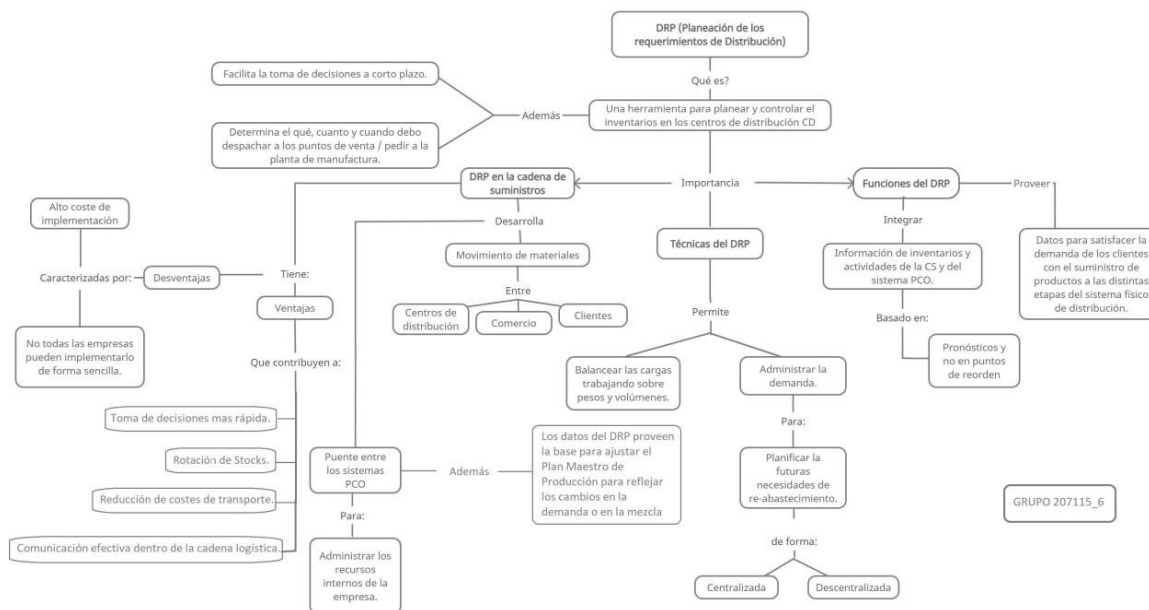 DRP (Planeación de los
requerimientos de Distribución)
Qué es?
Facilita la toma de decisiones a corto plazo.
Además
Una herramienta para planear y controlar el
inventarios en los centros de distribución CD
Determina el qué, cuanto y cuando debo
despachar a los puntos de venta / pedir a la
planta de manufactura.
DRP en la cadena de
suministros
Importancia
Funciones del DRP
Proveer
Alto coste de
implementación
Desarrolla
Integrar
Técnicas del DRP
Movimiento de materiales
Información de inventarios y
actividades de la CS y del
sistema PCO.
Datos para satisfacer la
demanda de los clientes
con el suministro de
productos a las distintas
etapas del sistema físico
de distribución.
Caracterizadas por:
Desventajas
Tiene:
Ventajas
Entre
Centros de
distribución
Comercio
Clientes
Permite
Basado en:
No todas las empresas
pueden implementarlo
de forma sencilla.
Que contribuyen a:
Pronósticos y
no en puntos
de reorden
Balancear las cargas
trabajando sobre
pesos y volúmenes.
Administrar la
demanda.
Toma de decisiones mas rápida.
Para:
Rotación de Stocks.
Puente entre
los sistemas
PCO
Además
Los datos del DRP proveen
la base para ajustar el
Plan Maestro de
Producción para reflejar
los cambios en la
demanda o en la mezcla
Planificar la
futuras
necesidades de
re-abastecimiento.
Reducción de costes de transporte.
GRUPO 207115_6
Para:
Comunicación efectiva dentro de la cadena logística.
Administrar los
recursos
internos de la
empresa.
de forma:
Centralizada
Descentralizada